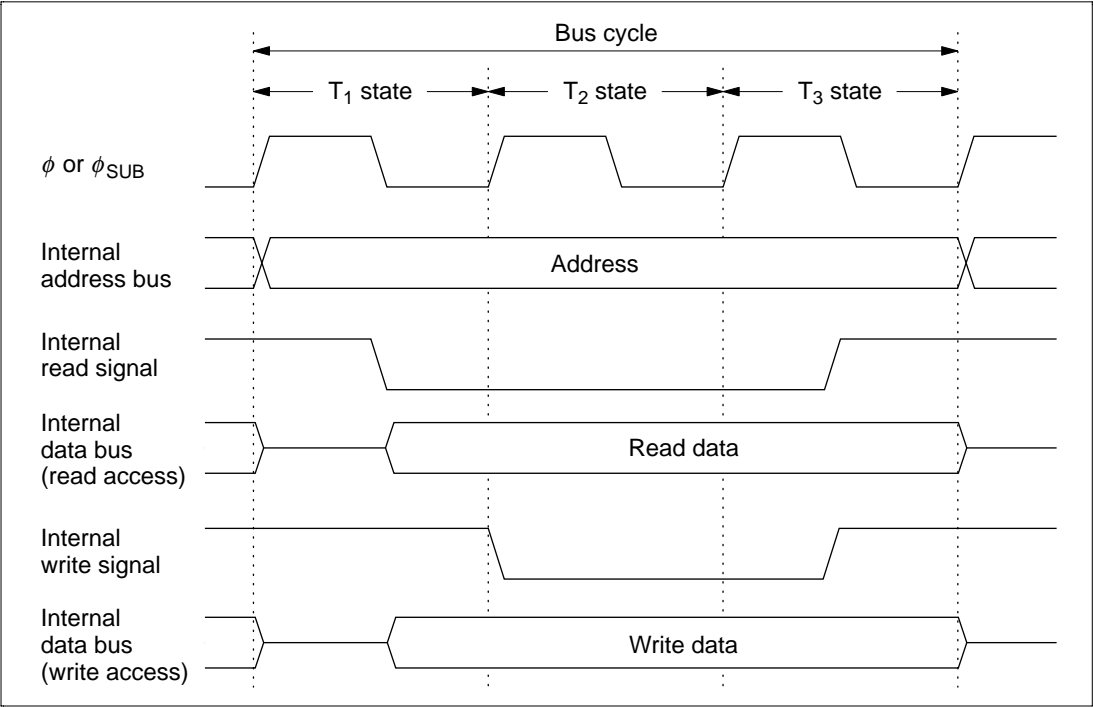 Bus cycle
T1 state
T2 state
T3 state
ϕ or ϕSUB
Internal
address bus
Address
Internal
read signal
Internal
data bus
(read access)
Read data
Internal
write signal
Internal
data bus
(write access)
Write data